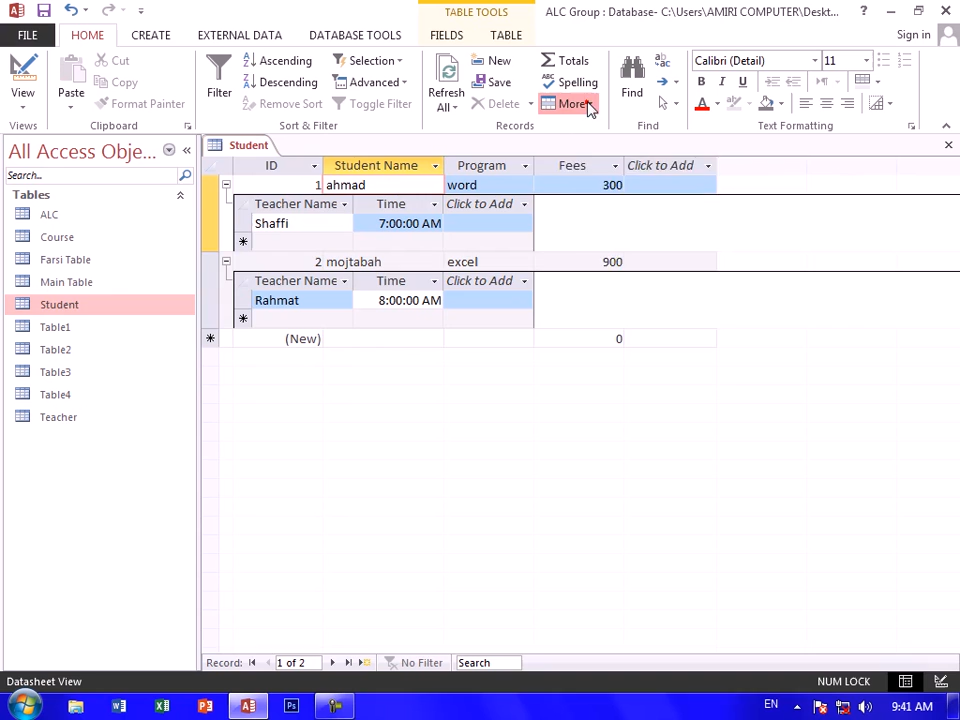 TABLE TOOLS
ALC Group : Database- C:\Users\AMIRI COMPUTER\Deskt...
?
FILE
HOME
CREATE
EXTERNAL DATA
DATABASE TOOLS
FIELDS
TABLE
Sign in
View
Paste
Cut
Copy
Format Painter
Filter
Ascending
Descending
Remove Sort
Selection
Advanced
Toggle Filter
Refresh
All
New
Save
Delete
Totals
Spelling
More
Find
Calibri (Detail)
11
B I U
A
Views
Clipboard
Sort & Filter
Records
Find
Text Formatting
All Access Obje...
Search...
Tables
ALC
Course
Farsi Table
Main Table
Student
Table1
Table2
Table3
Table4
Teacher
Student
ID Student Name Program Fees Click to Add
1 ahmad word 300
Teacher Name Time Click to Add
Shaffi 7:00:00 AM
2 mojtabah excel 900
Teacher Name Time Click to Add
Rahmat 8:00:00 AM
(New) 0
Record: 1 of 2 No Filter Search
Datasheet View
NUM LOCK
EN
9:41 AM